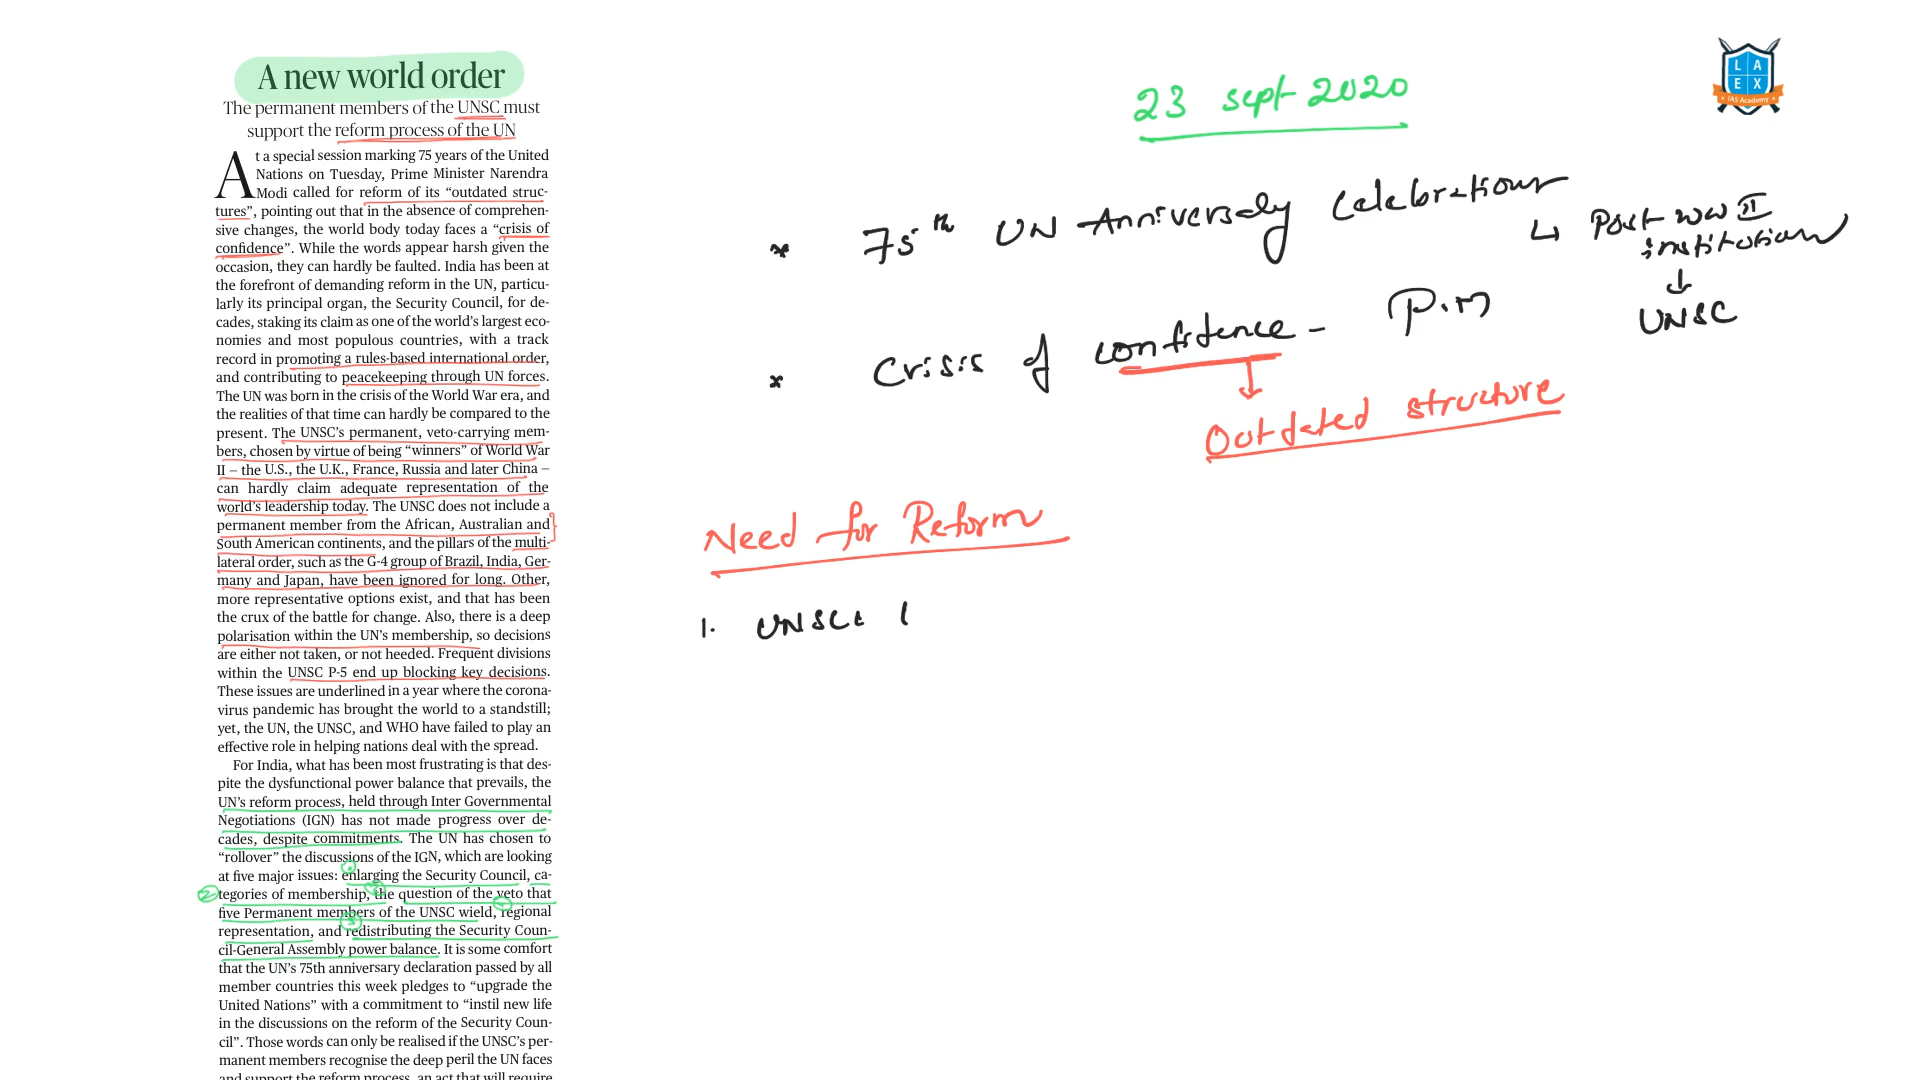 A new world order
The permanent members of the UNSC must
support the reform process of the UN
At a special session marking 75 years of the United
Nations on Tuesday, Prime Minister Narendra
Modi called for reform of its “outdated struc-
tures”, pointing out that in the absence of comprehen-
sive changes, the world body today faces a “crisis of
confidence”. While the words appear harsh given the
occasion, they can hardly be faulted. India has been at
the forefront of demanding reform in the UN, particu-
larly its principal organ, the Security Council, for de-
cades, staking its claim as one of the world’s largest eco-
nomies and most populous countries, with a track
record in promoting a rules-based international order,
and contributing to peacekeeping through UN forces.
The UN was born in the crisis of the World War era, and
the realities of that time can hardly be compared to the
present. The UNSC’s permanent, veto-carrying mem-
bers, chosen by virtue of being “winners” of World War
II – the U.S., the U.K., France, Russia and later China –
can hardly claim adequate representation of the
world’s leadership today. The UNSC does not include a
permanent member from the African, Australian and
South American continents, and the pillars of the multi-
lateral order, such as the G-4 group of Brazil, India, Ger-
many and Japan, have been ignored for long. Other,
more representative options exist, and that has been
the crux of the battle for change. Also, there is a deep
polarisation within the UN’s membership, so decisions
are either not taken, or not heeded. Frequent divisions
within the UNSC P-5 end up blocking key decisions.
These issues are underlined in a year where the corona-
virus pandemic has brought the world to a standstill;
yet, the UN, the UNSC, and WHO have failed to play an
effective role in helping nations deal with the spread.
For India, what has been most frustrating is that des-
pite the dysfunctional power balance that prevails, the
UN’s reform process, held through Inter Governmental
Negotiations (IGN) has not made progress over de-
cades, despite commitments. The UN has chosen to
“rollover” the discussions of the IGN, which are looking
at five major issues: enlarging the Security Council, ca-
tegories of membership, the question of the veto that
five Permanent members of the UNSC wield, regional
representation, and redistributing the Security Coun-
cil-General Assembly power balance. It is some comfort
that the UN’s 75th anniversary declaration passed by all
member countries this week pledges to “upgrade the
United Nations” with a commitment to “instil new life
in the discussions on the reform of the Security Coun-
cil”. Those words can only be realised if the UNSC’s per-
manent members recognise the deep peril the UN faces
and support the reform process, an act that will require
23 Sept 2020
* 75th UN Anniversary Celebrations
↳ Post-WW II
institution
↓
UNSC
* Crisis of confidence - P.M
↓
Outdated structure
Need for Reform
1. UNSC: (
LAEX
IAS Academy